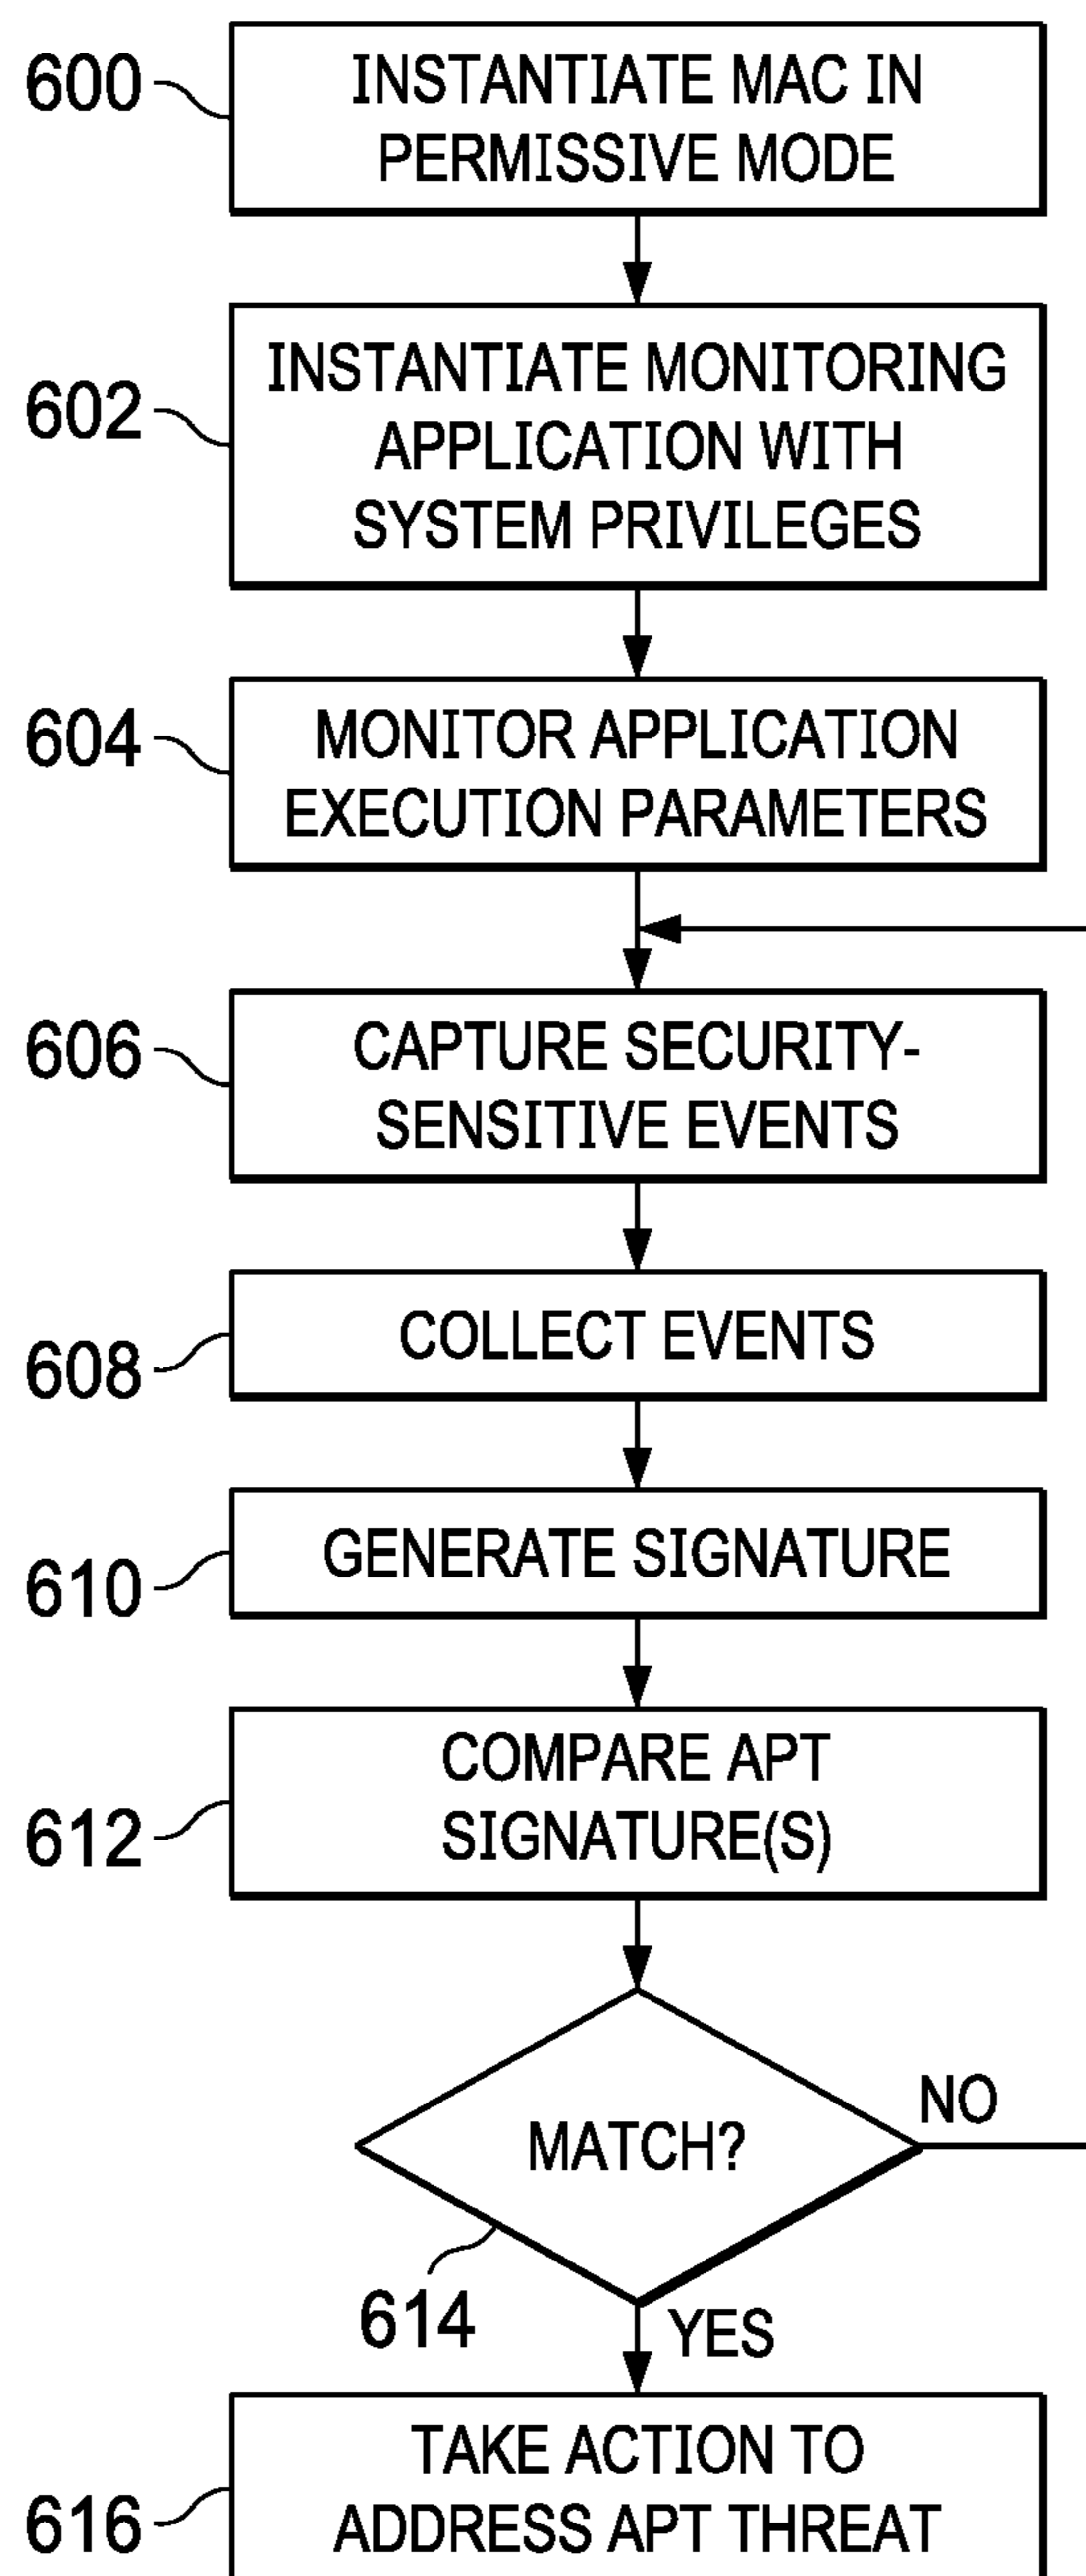 600
INSTANTIATE MAC IN
PERMISSIVE MODE
602
INSTANTIATE MONITORING
APPLICATION WITH
SYSTEM PRIVILEGES
604
MONITOR APPLICATION
EXECUTION PARAMETERS
606
CAPTURE SECURITY-
SENSITIVE EVENTS
608
COLLECT EVENTS
610
GENERATE SIGNATURE
612
COMPARE APT
SIGNATURE(S)
MATCH?
NO
614
YES
616
TAKE ACTION TO
ADDRESS APT THREAT